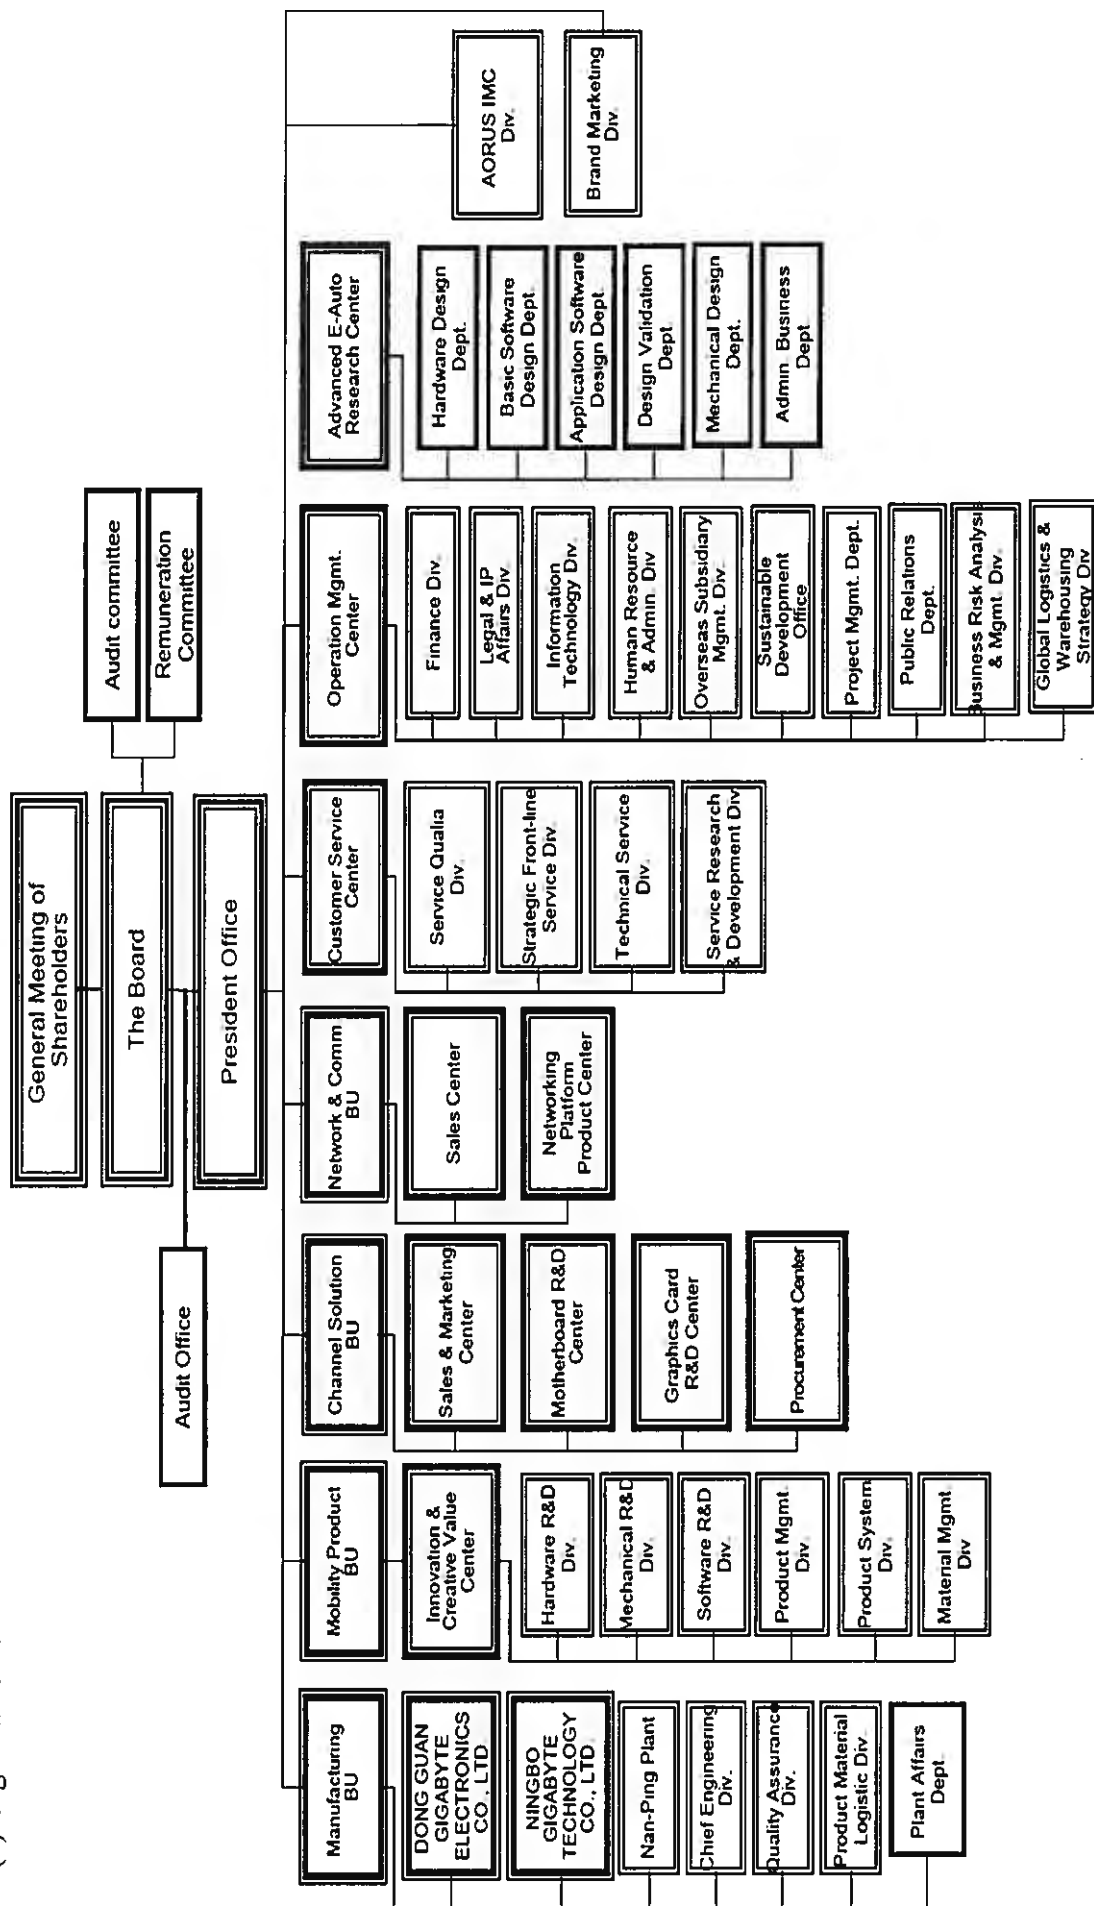 General Meeting of
Shareholders
The Board
Audit committee
Remuneration
Committee
Audit Office
President Office
Manufacturing
BU
DONG GUAN
GIGABYTE
ELECTRONICS
CO., LTD.
NINGBO
GIGABYTE
TECHNOLOGY
CO., LTD.
Nan-Ping Plant
Chief Engineering
Div.
Quality Assurance
Div.
Product Material
Logistic Div.
Plant Affairs
Dept.
Mobility Product
BU
Innovation &
Creative Value
Center
Hardware R&D
Div.
Mechanical R&D
Div.
Software R&D
Div.
Product Mgmt.
Div.
Product System
Div.
Material Mgmt.
Div
Channel Solution
BU
Sales & Marketing
Center
Motherboard R&D
Center
Graphics Card
R&D Center
Procurement Center
Network & Comm
BU
Sales Center
Networking
Platform
Product Center
Customer Service
Center
Service Qualia
Div.
Strategic Front-line
Service Div.
Technical Service
Div.
Service Research
& Development Div
Operation Mgmt.
Center
Finance Div.
Legal & IP
Affairs Div.
Information
Technology Div.
Human Resource
& Admin. Div
Overseas Subsidiary
Mgmt. Div.
Sustainable
Development
Office
Project Mgmt. Dept.
Public Relations
Dept.
Business Risk Analysis
& Mgmt. Div.
Global Logistics &
Warehousing
Strategy Div
Advanced E-Auto
Research Center
Hardware Design
Dept.
Basic Software
Design Dept.
Application Software
Design Dept.
Design Validation
Dept.
Mechanical Design
Dept.
Admin. Business
Dept
AORUS IMC
Div.
Brand Marketing
Div.